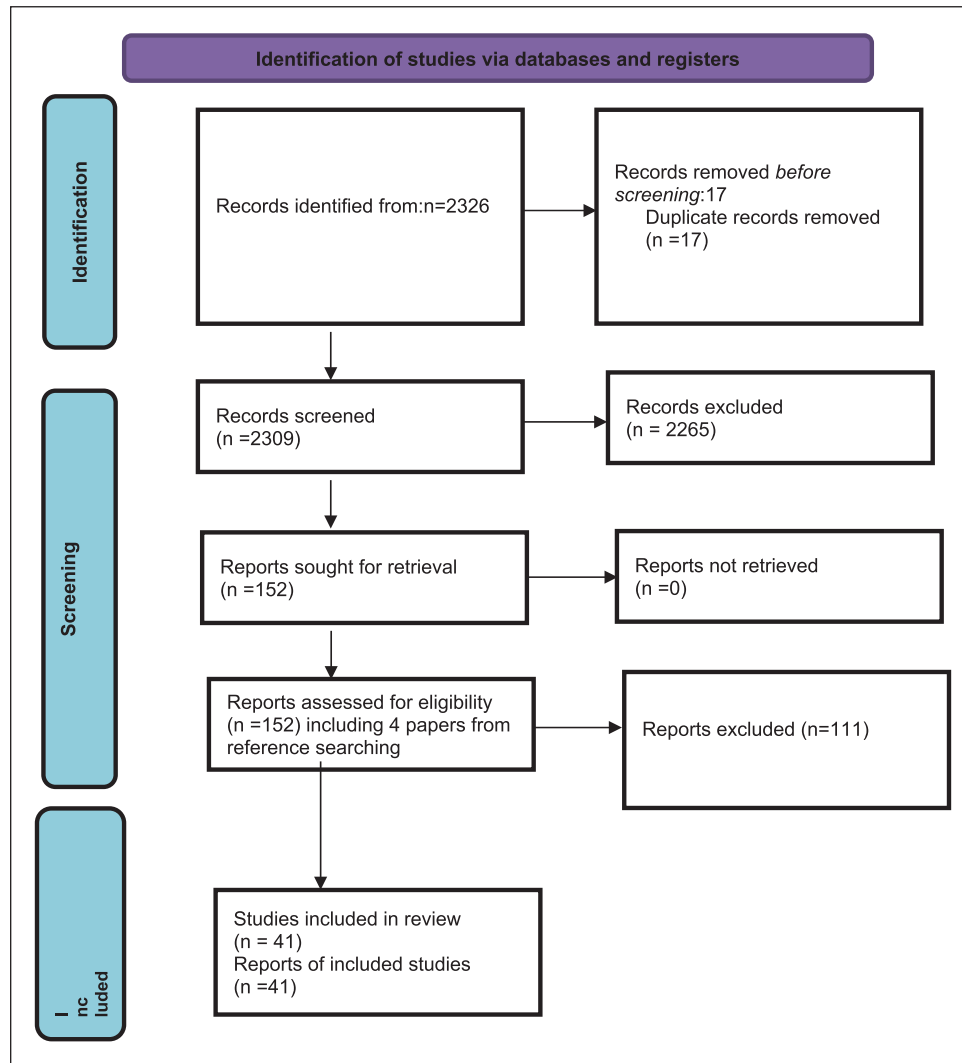 Identification of studies via databases and registers
Identification
Records identified from:n=2326
Records removed before
screening:17
Duplicate records removed
(n =17)
Screening
Records screened
(n =2309)
Records excluded
(n = 2265)
Reports sought for retrieval
(n =152)
Reports not retrieved
(n =0)
Reports assessed for eligibility
(n =152) including 4 papers from
reference searching
Reports excluded (n=111)
I
nc
luded
Studies included in review
(n = 41)
Reports of included studies
(n =41)